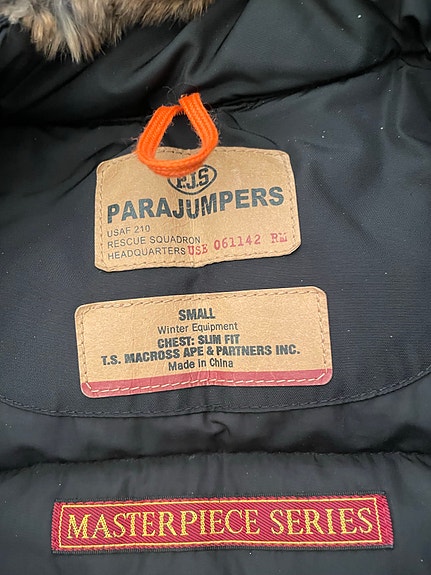 P.J.S
PARAJUMPERS
USAF 210
RESCUE SQUADRON
HEADQUARTERS USE 061142 RM
SMALL
Winter Equipment
CHEST: SLIM FIT
T.S. MACROSS APE & PARTNERS INC.
Made in China
MASTERPIECE SERIES